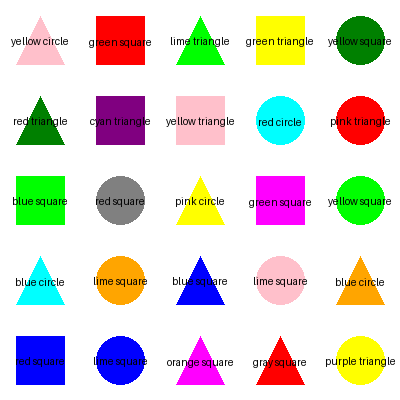 yellow circle green square lime triangle green triangle yellow square
red triangle cyan triangle yellow triangle red circle pink triangle
blue square red square pink circle green square yellow square
blue circle lime square blue square lime square blue circle
red square lime square orange square gray square purple triangle